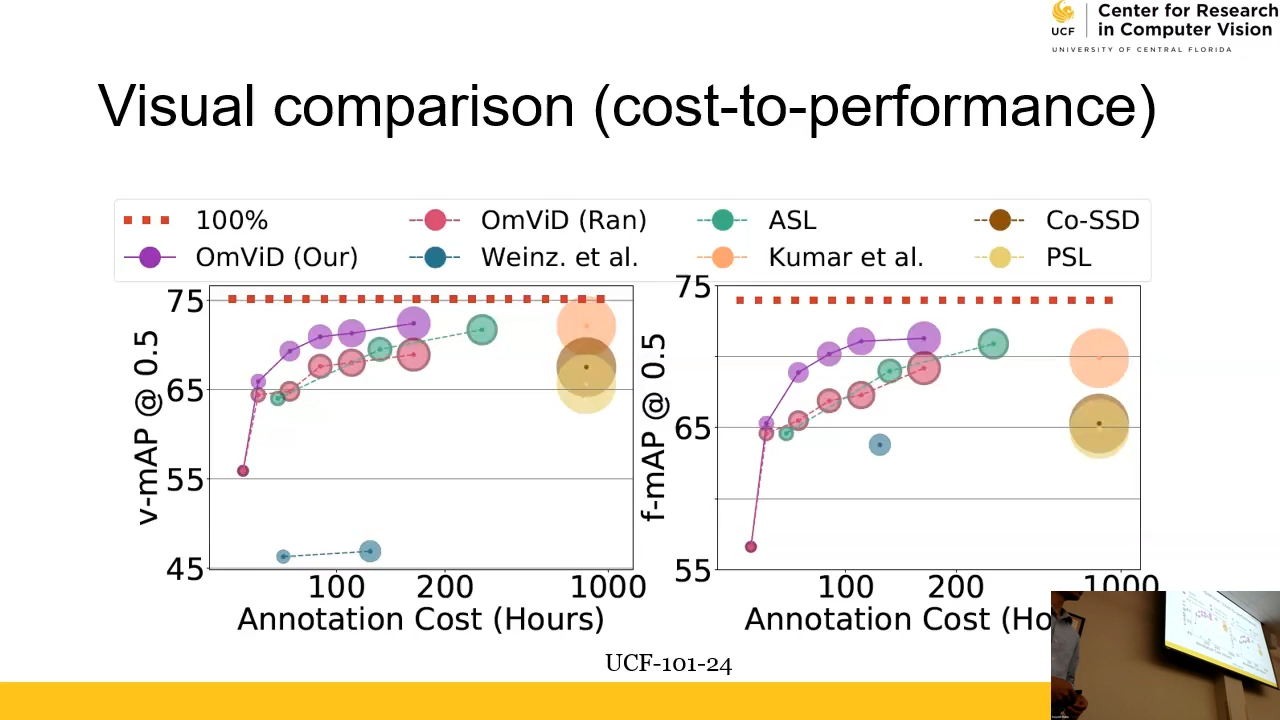 UCF
Center for Research
in Computer Vision
UNIVERSITY OF CENTRAL FLORIDA
Visual comparison (cost-to-performance)
100% OmViD (Ran) ASL Co-SSD
OmViD (Our) Weinz. et al. Kumar et al. PSL
v-mAP @ 0.5
75
65
55
45
100 200 1000
Annotation Cost (Hours)
f-mAP @ 0.5
75
65
55
100 200 1000
Annotation Cost (Ho
UCF-101-24